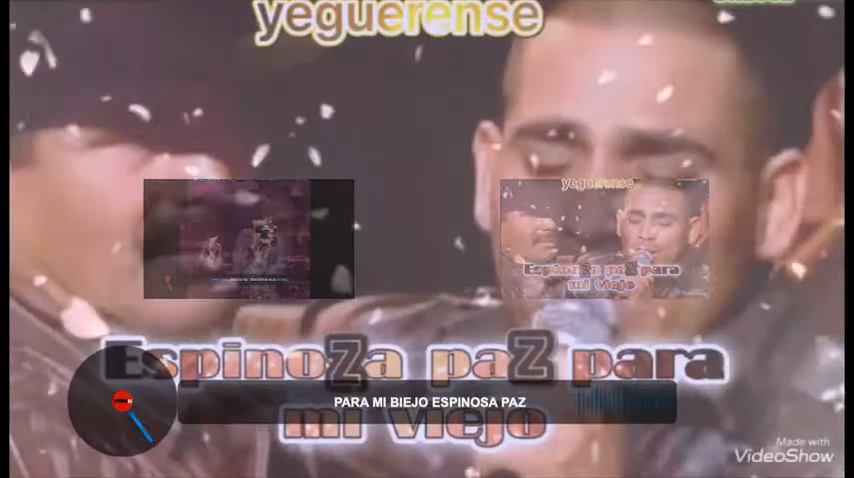 yeguerense
yeguerense
Espinoza paz para
mi viejo
Espinoza paz para
PARA MI BIEJO ESPINOSA PAZ
mi viejo
Made with
VideoShow